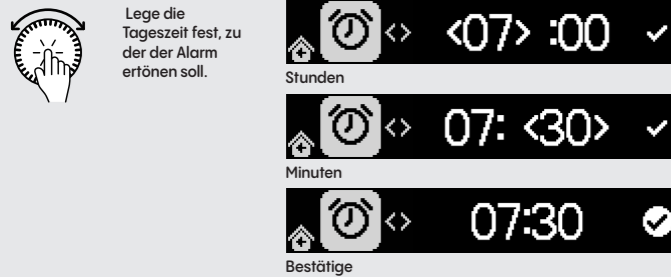 Lege die
Tageszeit fest, zu
der der Alarm
ertönen soll.
<07> :00
Stunden
07: <30>
Minuten
07:30
Bestätige